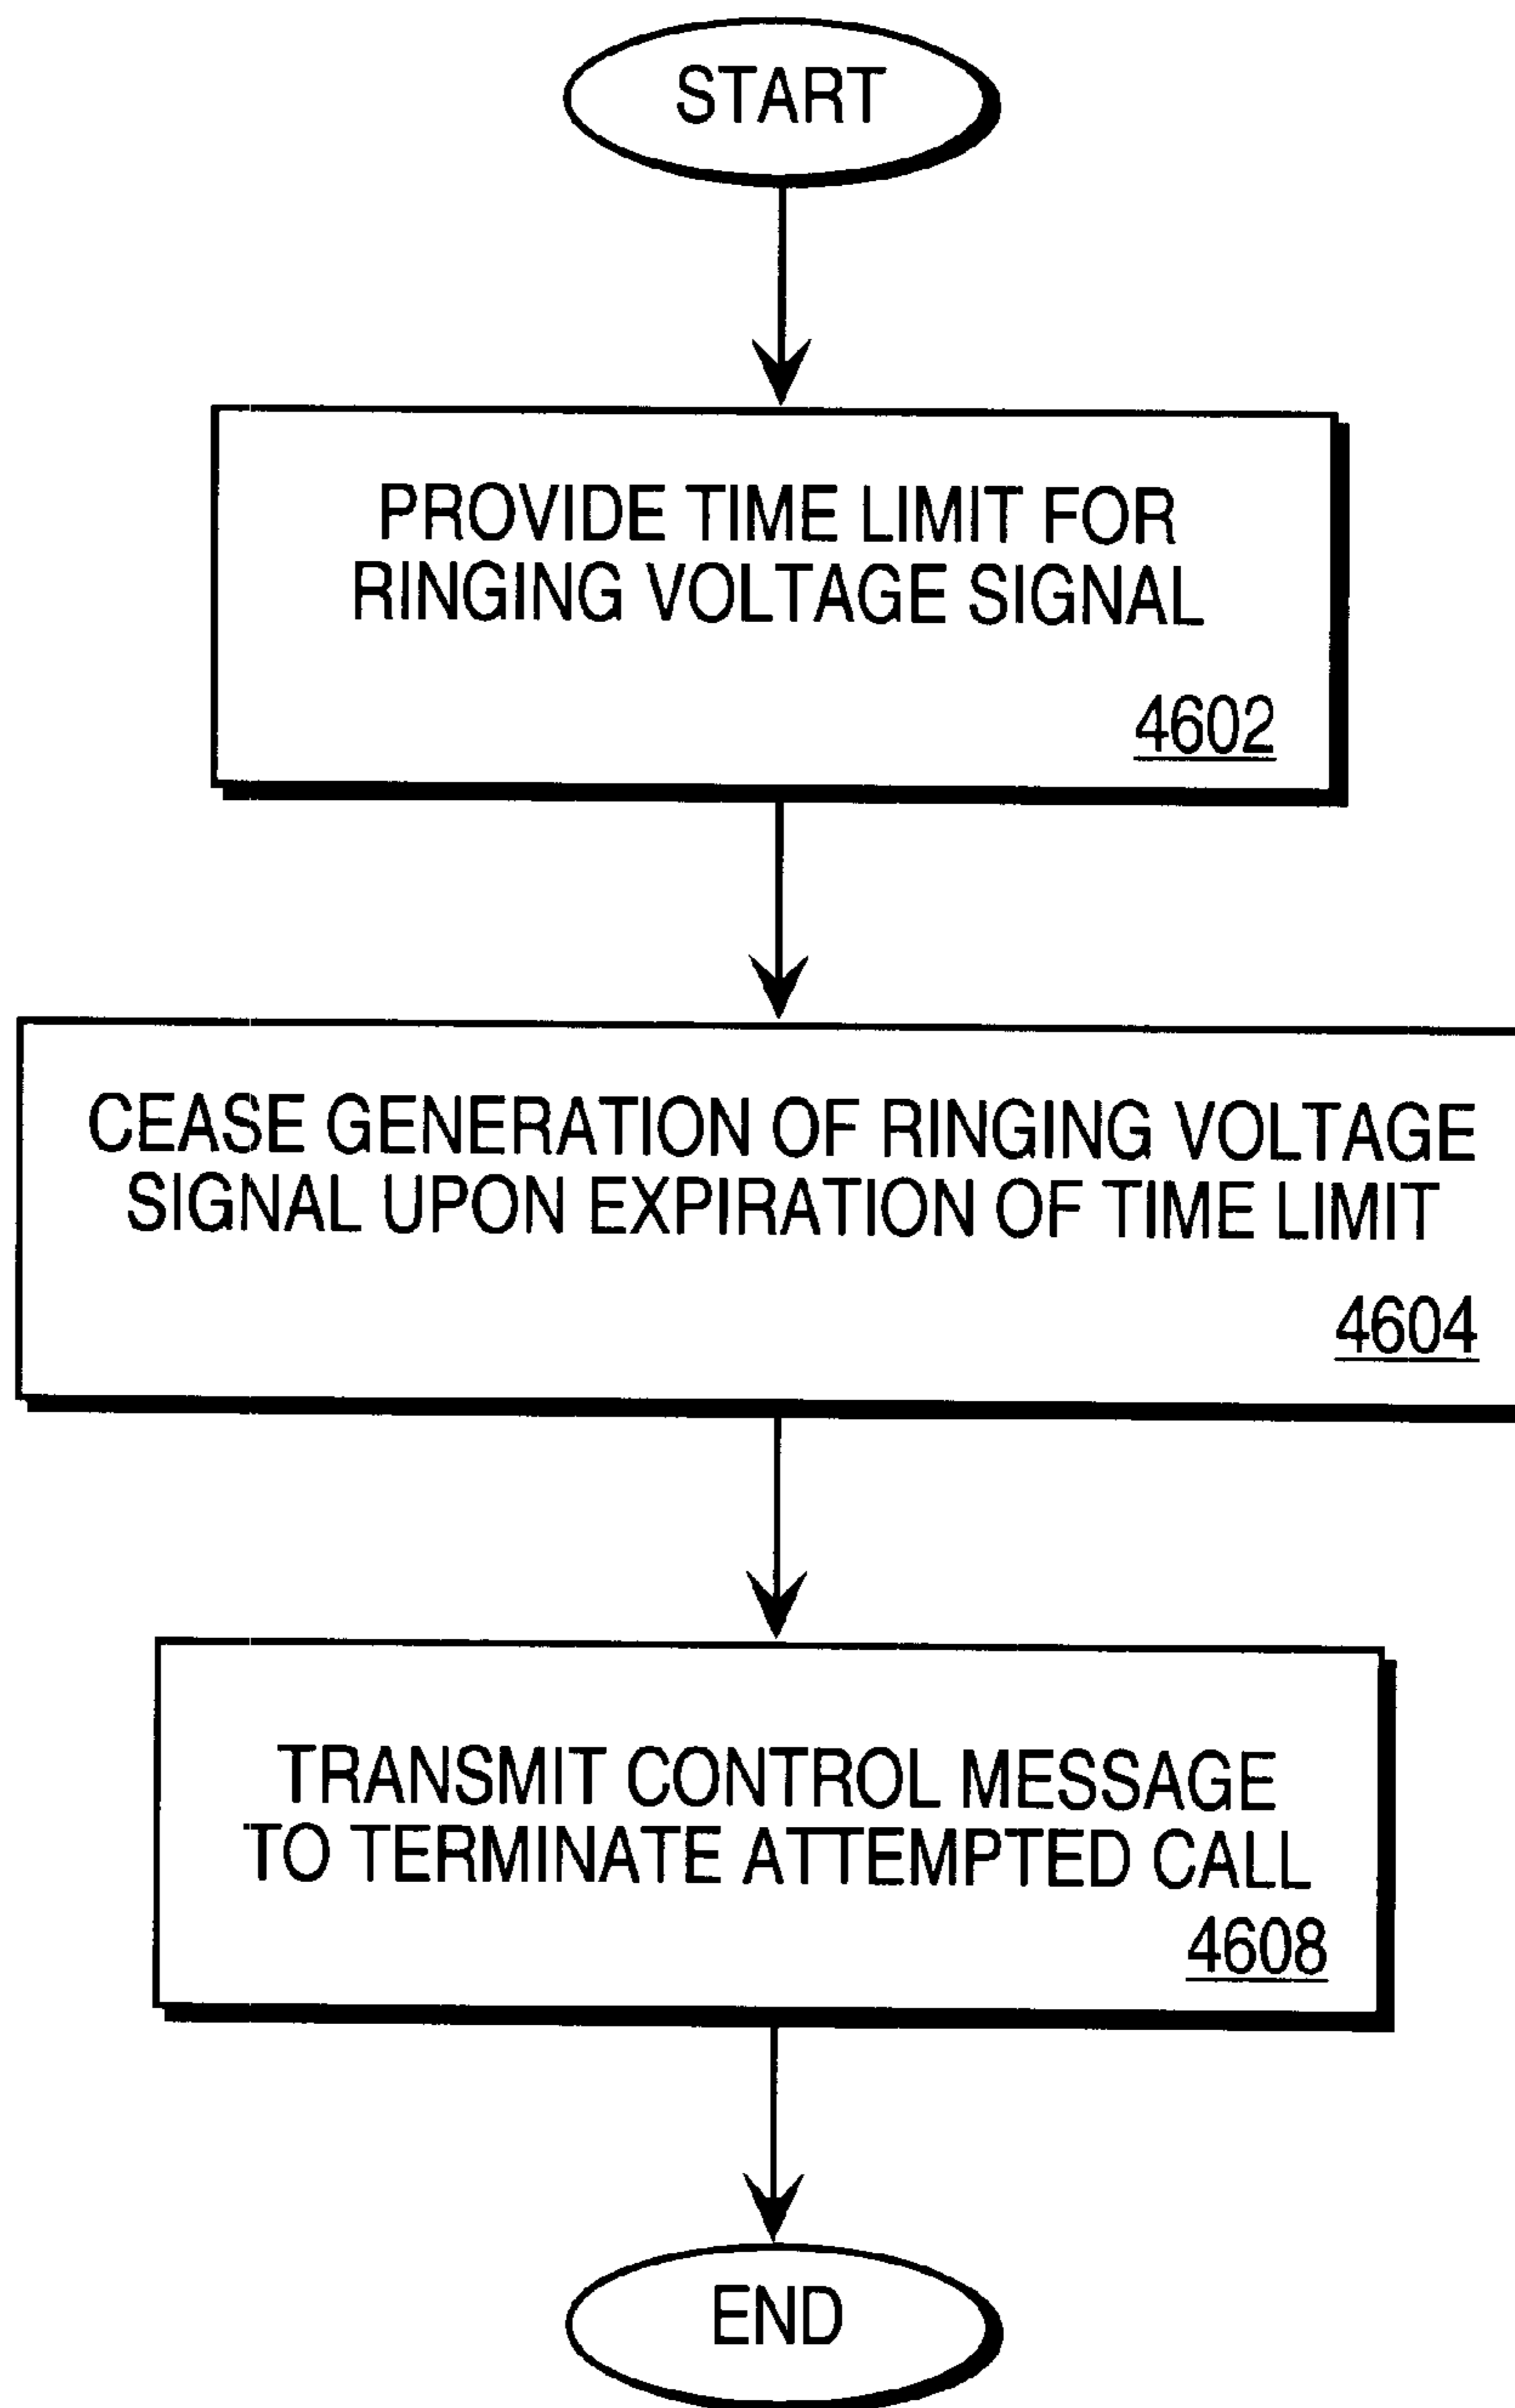 START
PROVIDE TIME LIMIT FOR
RINGING VOLTAGE SIGNAL
4602
CEASE GENERATION OF RINGING VOLTAGE
SIGNAL UPON EXPIRATION OF TIME LIMIT
4604
TRANSMIT CONTROL MESSAGE
TO TERMINATE ATTEMPTED CALL
4608
END